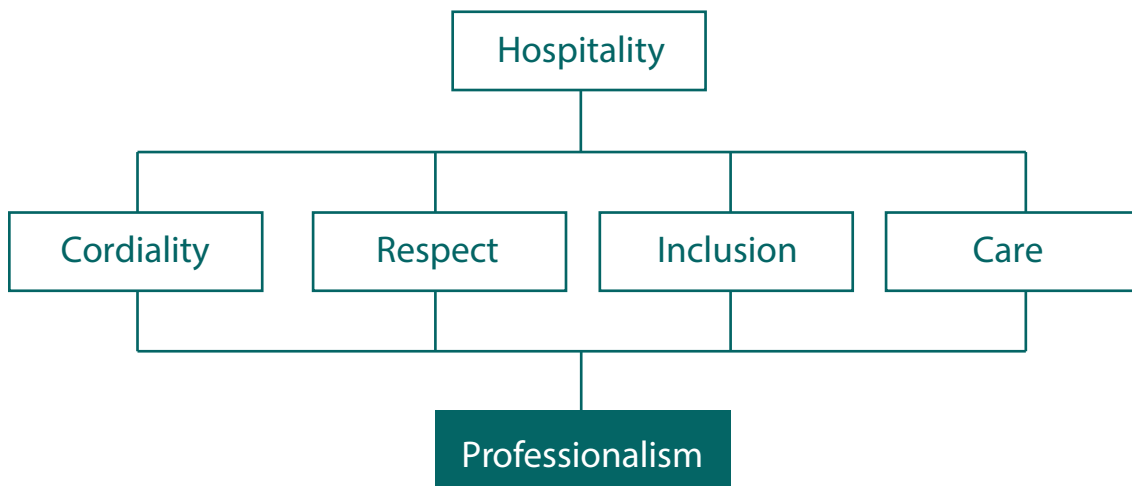 Hospitality
Cordiality
Respect
Inclusion
Care
Professionalism